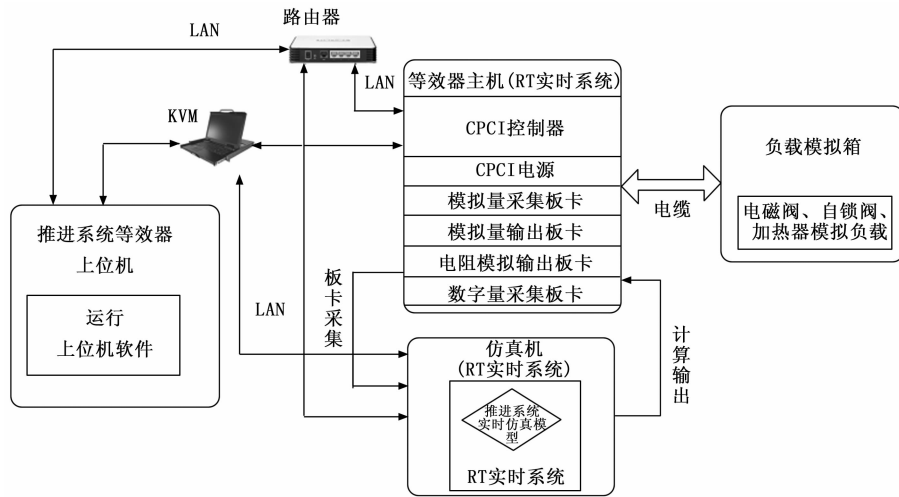 路由器
LAN
LAN
KVM
等效器主机(RT实时系统)
CPCI控制器
CPCI电源
模拟量采集板卡
模拟量输出板卡
电阻模拟输出板卡
数字量采集板卡
电缆
负载模拟箱
电磁阀、自锁阀、
加热器模拟负载
推进系统等效器
上位机
运行
上位机软件
LAN
板卡采集
计算输出
仿真机
(RT实时系统)
推进系统
实时仿真模
型
RT实时系统